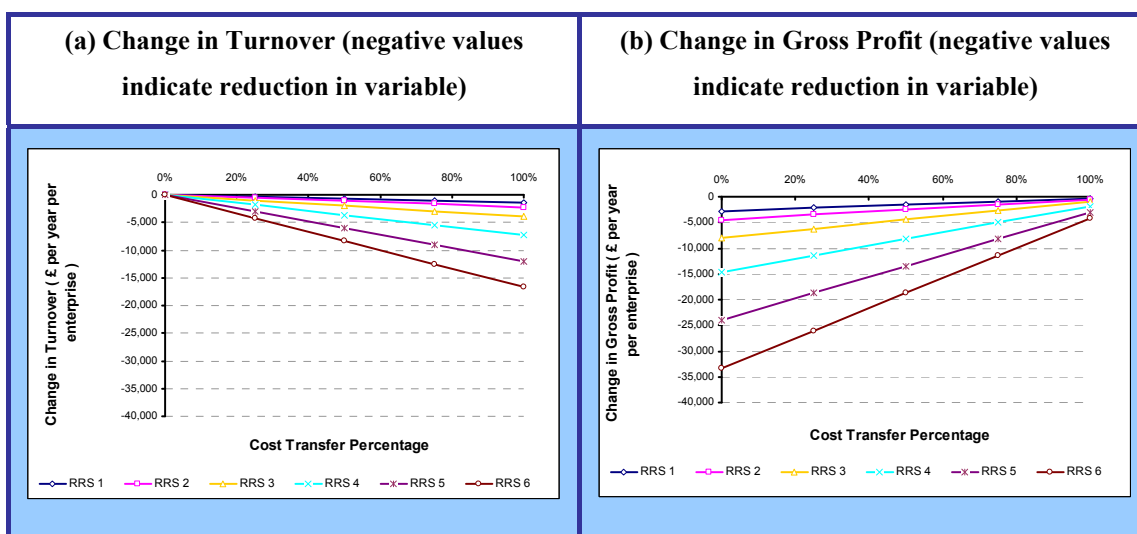 (a) Change in Turnover (negative values
indicate reduction in variable)
(b) Change in Gross Profit (negative values
indicate reduction in variable)
0% 20% 40% 60% 80% 100%
0
-5,000
-10,000
-15,000
-20,000
-25,000
-30,000
-35,000
-40,000
Change in Turnover ( £ per year per
enterprise )
Cost Transfer Percentage
RRS 1 RRS 2 RRS 3 RRS 4 RRS 5 RRS 6
0% 20% 40% 60% 80% 100%
0
-5,000
-10,000
-15,000
-20,000
-25,000
-30,000
-35,000
-40,000
Change in Gross Profit ( £ per year
per enterprise )
Cost Transfer Percentage
RRS 1 RRS 2 RRS 3 RRS 4 RRS 5 RRS 6